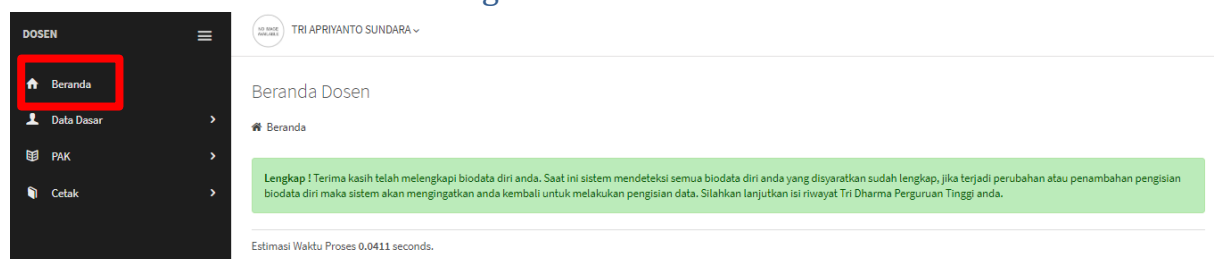 DOSEN
Beranda
Data Dasar
PAK
Cetak
NO IMAGE
AVAILABLE
TRI APRIYANTO SUNDARA
Beranda Dosen
Beranda
Lengkap ! Terima kasih telah melengkapi biodata diri anda. Saat ini sistem mendeteksi semua biodata diri anda yang disyaratkan sudah lengkap, jika terjadi perubahan atau penambahan pengisian
biodata diri maka sistem akan mengingatkan anda kembali untuk melakukan pengisian data. Silahkan lanjutkan isi riwayat Tri Dharma Perguruan Tinggi anda.
Estimasi Waktu Proses 0.0411 seconds.